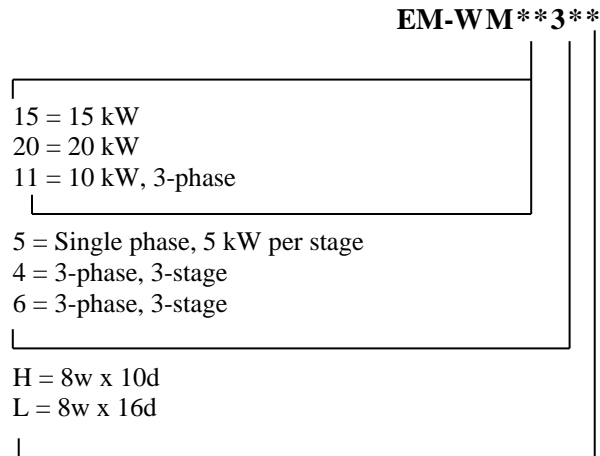 EM-WM**3**
15 = 15 kW
20 = 20 kW
11 = 10 kW, 3-phase
5 = Single phase, 5 kW per stage
4 = 3-phase, 3-stage
6 = 3-phase, 3-stage
H = 8w x 10d
L = 8w x 16d